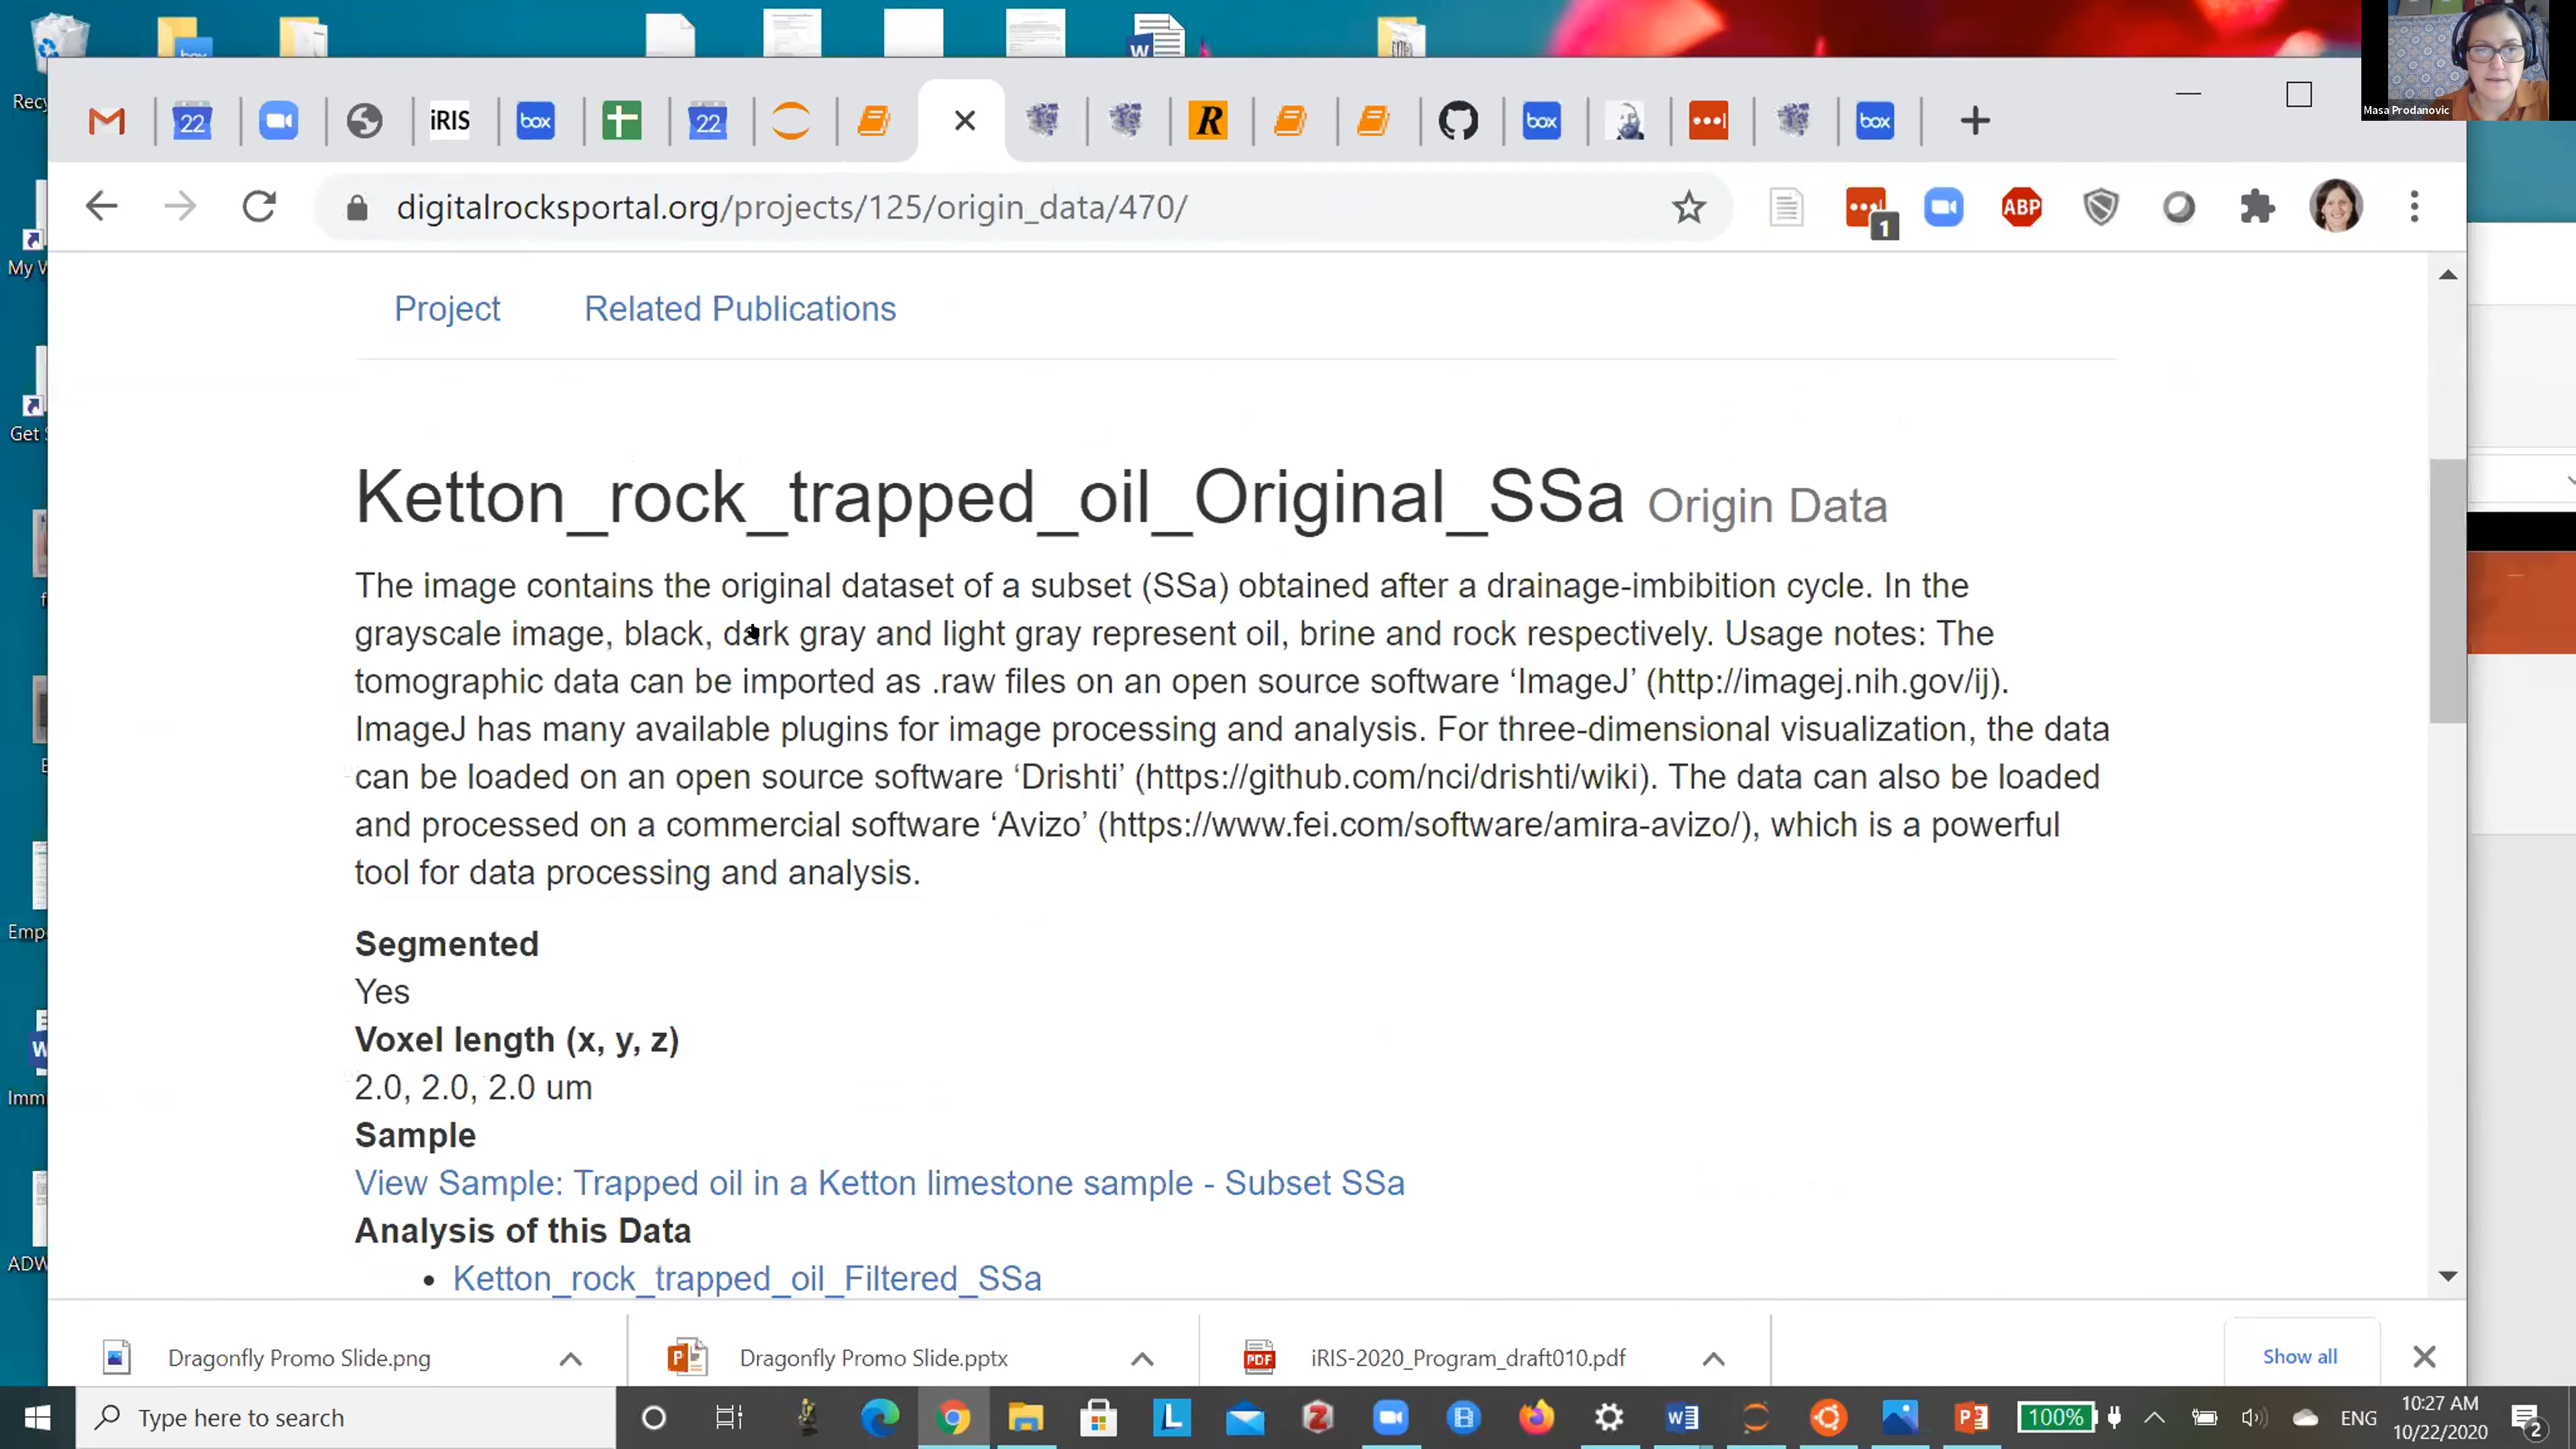 Recy
box
W
22
iRIS
box
22
R
box
box
Masa Prodanovic
digitalrocksportal.org/projects/125/origin_data/470/
1
ABP
My W
Get S
Project Related Publications
Ketton_rock_trapped_oil_Original_SSa Origin Data
The image contains the original dataset of a subset (SSa) obtained after a drainage-imbibition cycle. In the
grayscale image, black, dark gray and light gray represent oil, brine and rock respectively. Usage notes: The
tomographic data can be imported as .raw files on an open source software ‘ImageJ’ (http://imagej.nih.gov/ij).
ImageJ has many available plugins for image processing and analysis. For three-dimensional visualization, the data
can be loaded on an open source software ‘Drishti’ (https://github.com/nci/drishti/wiki). The data can also be loaded
and processed on a commercial software ‘Avizo’ (https://www.fei.com/software/amira-avizo/), which is a powerful
tool for data processing and analysis.
Segmented
Yes
Voxel length (x, y, z)
2.0, 2.0, 2.0 um
Sample
View Sample: Trapped oil in a Ketton limestone sample - Subset SSa
Analysis of this Data
• Ketton_rock_trapped_oil_Filtered_SSa
Emp
Immi
ADW
Dragonfly Promo Slide.png
Dragonfly Promo Slide.pptx
PDF
iRIS-2020_Program_draft010.pdf
Show all
Type here to search
100%
ENG
10:27 AM
10/22/2020
2